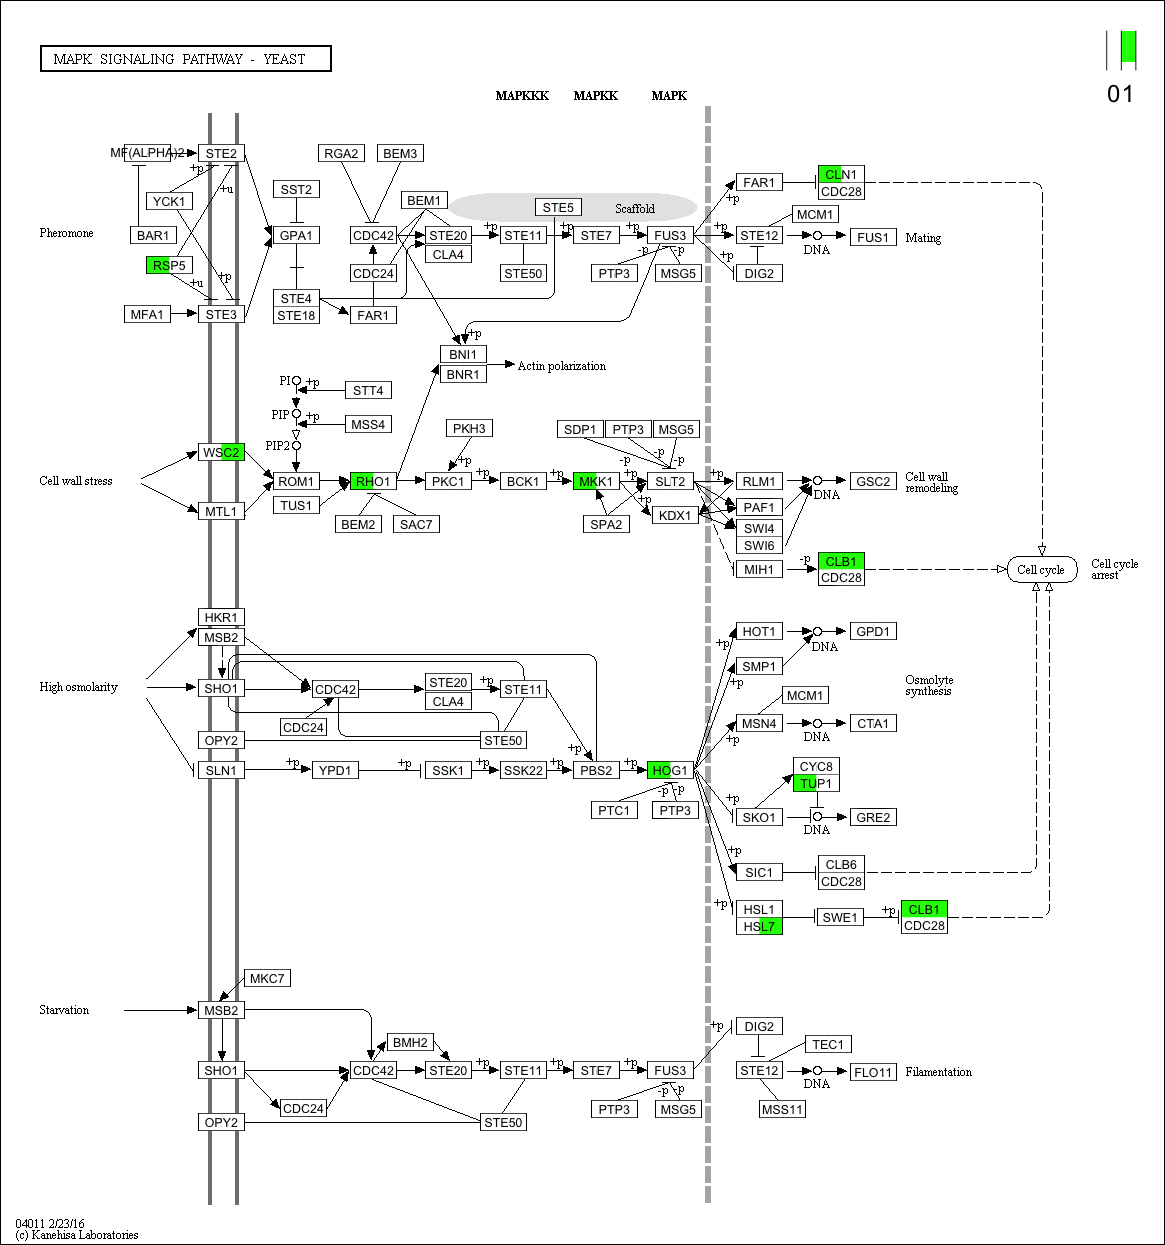 MAPK SIGNALING PATHWAY - YEAST
01
MAPKKK MAPKK MAPK
MF(ALPHA)2 STE2 RGA2 BEM3
+p
FAR1 CLN1
CDC28
+p
+u SST2 BEM1
YCK1 STE5 Scaffold
MCM1
Pheromone BAR1 GPA1 CDC42 STE20 +p STE11 +p STE7 +p FUS3 +p STE12 DNA FUS1 Mating
CLA4
-p -p +p
RSP5 CDC24 STE50 PTP3 MSG5 DIG2
+u +p
STE4
STE18
MFA1 STE3 FAR1
+p
BNI1
BNR1 Actin polarization
PI +p STT4
PIP +p MSS4
PIP2
PKH3 SDP1 PTP3 MSG5
WSC2
+p -p -p -p
Cell wall stress ROM1 RHO1 PKC1 +p BCK1 +p MKK1 +p SLT2 +p RLM1 DNA GSC2 Cell wall
remodeling
MTL1 TUS1 +p KDX1 PAF1
BEM2 SAC7 SPA2 SWI4
SWI6
-p
MIH1 CLB1
CDC28
Cell cycle Cell cycle
arrest
HKR1
MSB2 HOT1 DNA GPD1
+p
SMP1
+p
High osmolarity SHO1 CDC42 STE20 +p STE11 Osmolyte
synthesis
CLA4 MCM1
CDC24 MSN4 DNA CTA1
+p
OPY2 STE50
+p
SLN1 +p YPD1 +p SSK1 +p SSK22 +p PBS2 +p HOG1 CYC8
TUP1
-p -p +p
PTC1 PTP3 SKO1 DNA GRE2
+p
SIC1 CLB6
CDC28
+p
HSL1 SWE1 +p CLB1
HSL7 CDC28
MKC7
Starvation MSB2
+p DIG2
BMH2 TEC1
SHO1 CDC42 STE20 +p STE11 +p STE7 +p FUS3 STE12 DNA FLO11 Filamentation
-p -p
CDC24 PTP3 MSG5 MSS11
OPY2 STE50
04011 2/23/16
(c) Kanehisa Laboratories